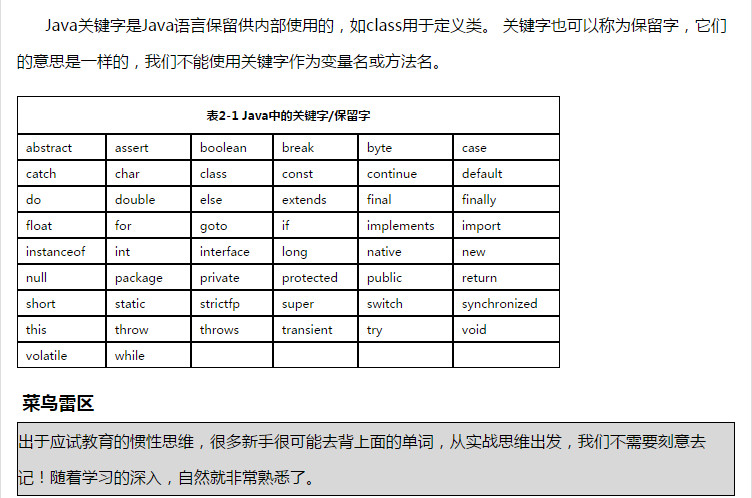 Java关键字是Java语言保留供内部使用的，如class用于定义类。 关键字也可以称为保留字，它们
的意思是一样的，我们不能使用关键字作为变量名或方法名。
表2-1 Java中的关键字/保留字
abstract assert boolean break byte case
catch char class const continue default
do double else extends final finally
float for goto if implements import
instanceof int interface long native new
null package private protected public return
short static strictfp super switch synchronized
this throw throws transient try void
volatile while
菜鸟雷区
出于应试教育的惯性思维，很多新手很可能去背上面的单词，从实战思维出发，我们不需要刻意去
记！随着学习的深入，自然就非常熟悉了。